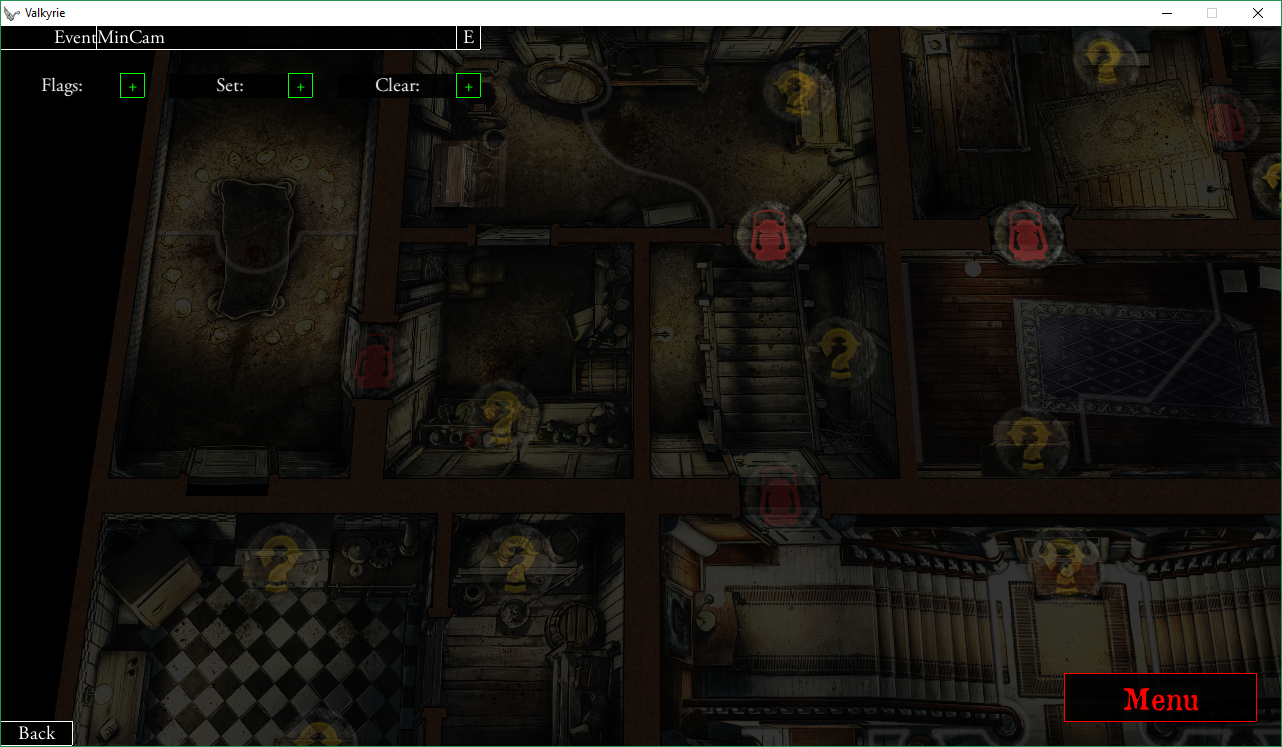 Valkyrie
Event MinCam E
Flags: + Set: + Clear: +
Menu
Back